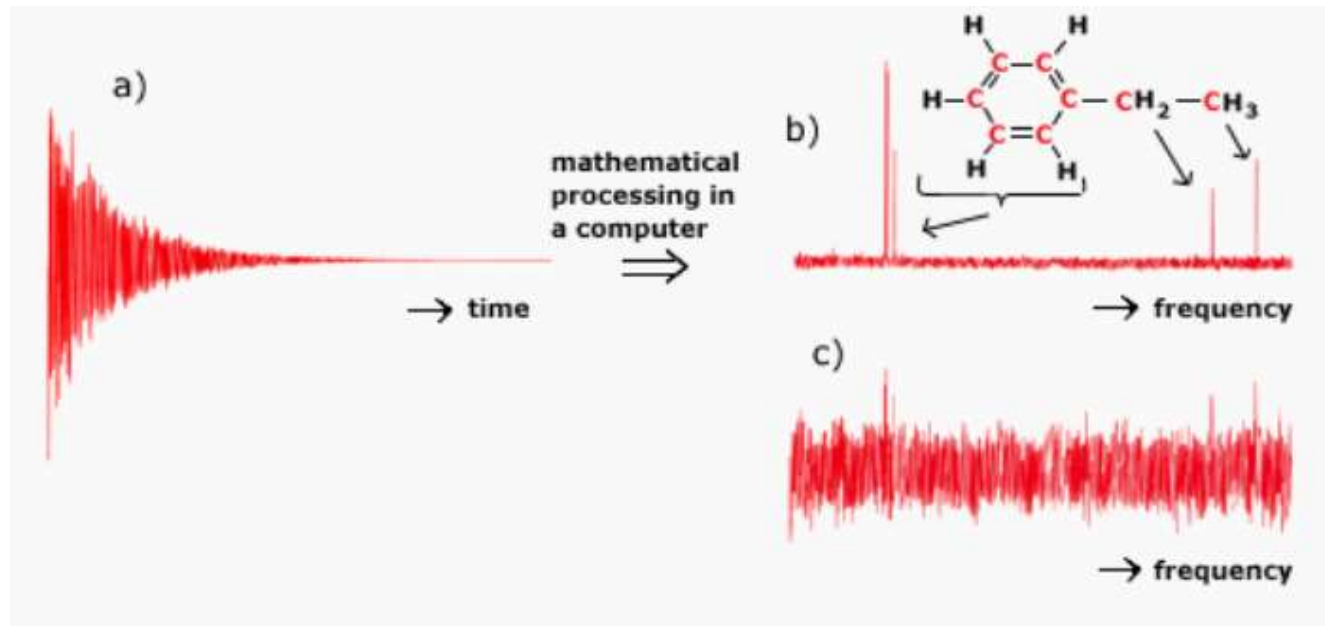 a)
mathematical
processing in
a computer
⇒
→ time
b)
H H
C–C
H–C C–CH₂–CH₃
C=C
H H
→ frequency
c)
→ frequency